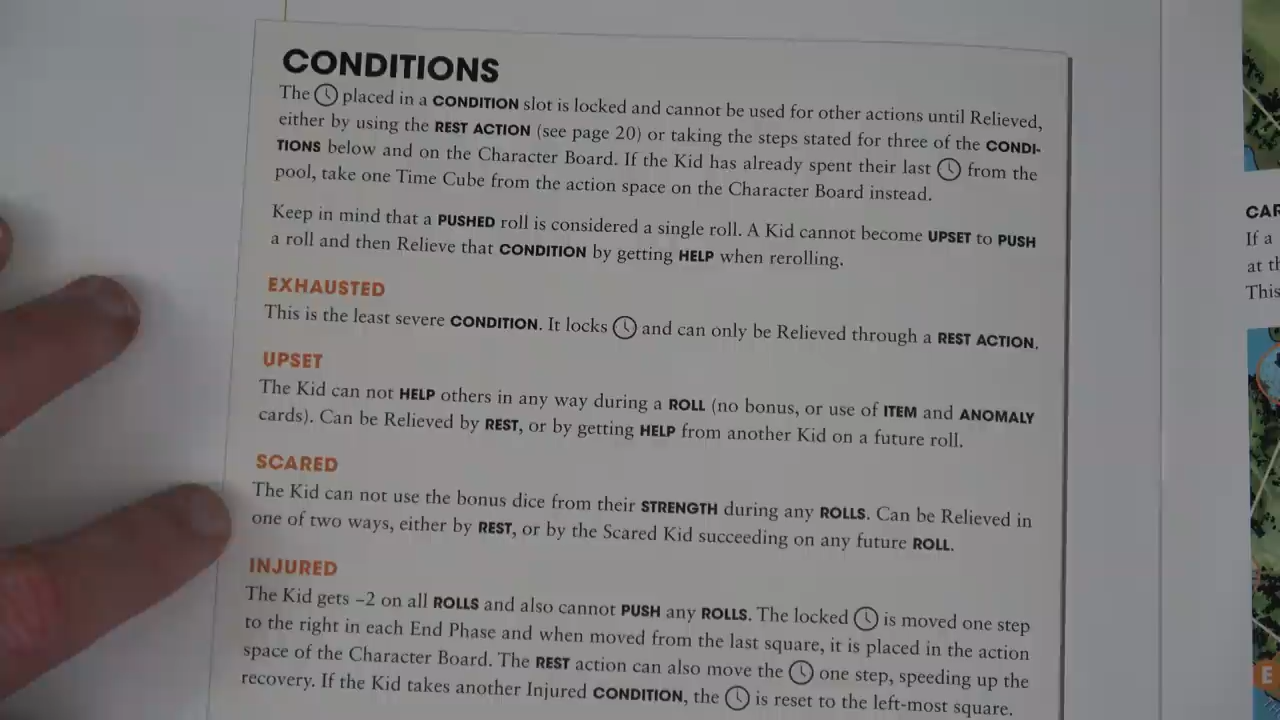 CONDITIONS
The placed in a CONDITION slot is locked and cannot be used for other actions until Relieved,
either by using the REST ACTION (see page 20) or taking the steps stated for three of the CONDI-
TIONS below and on the Character Board. If the Kid has already spent their last from the
pool, take one Time Cube from the action space on the Character Board instead.
Keep in mind that a PUSHED roll is considered a single roll. A Kid cannot become UPSET to PUSH
a roll and then Relieve that CONDITION by getting HELP when rerolling.
EXHAUSTED
This is the least severe CONDITION. It locks and can only be Relieved through a REST ACTION.
UPSET
The Kid can not HELP others in any way during a ROLL (no bonus, or use of ITEM and ANOMALY
cards). Can be Relieved by REST, or by getting HELP from another Kid on a future roll.
SCARED
The Kid can not use the bonus dice from their STRENGTH during any ROLLS. Can be Relieved in
one of two ways, either by REST, or by the Scared Kid succeeding on any future ROLL.
INJURED
The Kid gets –2 on all ROLLS and also cannot PUSH any ROLLS. The locked is moved one step
to the right in each End Phase and when moved from the last square, it is placed in the action
space of the Character Board. The REST action can also move the one step, speeding up the
recovery. If the Kid takes another Injured CONDITION, the is reset to the left-most square.
If a
at th
This
E